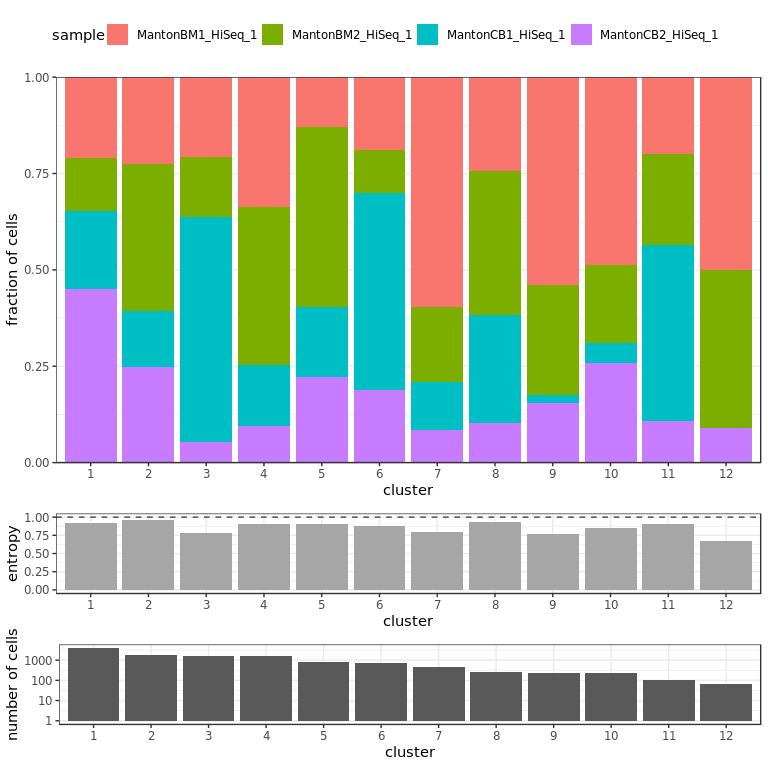 sample MantonBM1_HiSeq_1 MantonBM2_HiSeq_1 MantonCB1_HiSeq_1 MantonCB2_HiSeq_1
fraction of cells
1.00
0.75
0.50
0.25
0.00
1 2 3 4 5 6 7 8 9 10 11 12
cluster
entropy
1.00
0.75
0.50
0.25
0.00
1 2 3 4 5 6 7 8 9 10 11 12
cluster
number of cells
1000
100
10
1
1 2 3 4 5 6 7 8 9 10 11 12
cluster